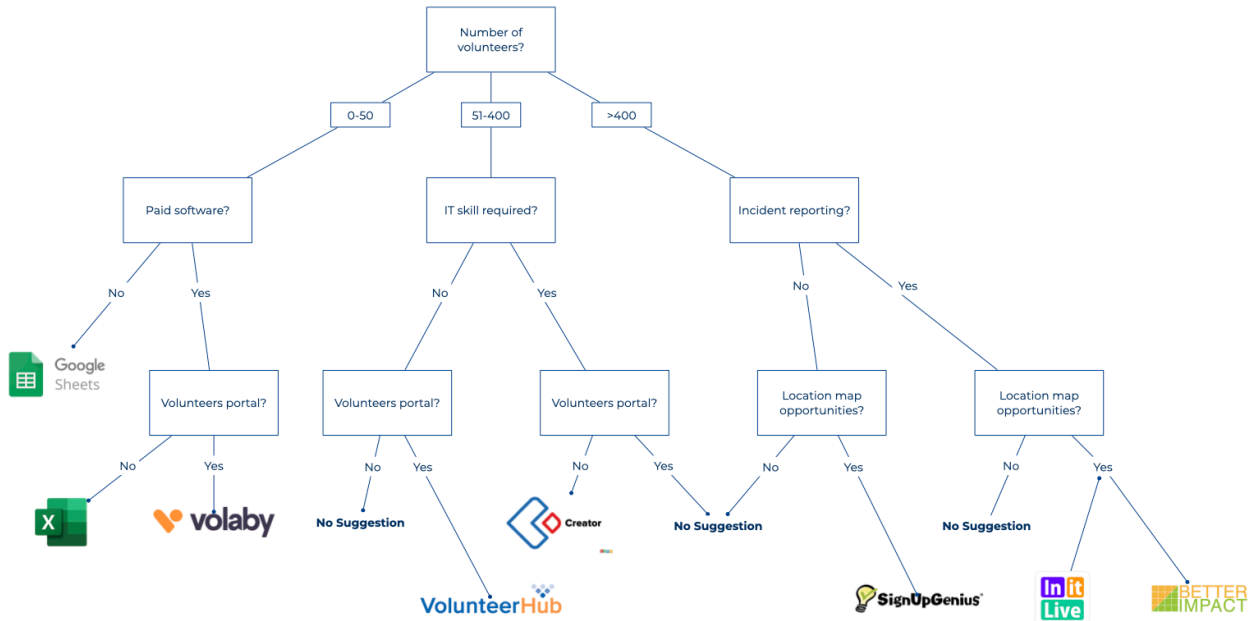 Number of
volunteers?
0-50
51-400
>400
Paid software?
IT skill required?
Incident reporting?
No
Yes
No
Yes
No
Yes
Google
Sheets
Volunteers portal?
Volunteers portal?
Volunteers portal?
Location map
opportunities?
Location map
opportunities?
No
Yes
No
Yes
No
Yes
No
Yes
No
Yes
X
volaby
No Suggestion
Creator
No Suggestion
No Suggestion
VolunteerHub
SignUpGenius
In it
Live
BETTER
IMPACT